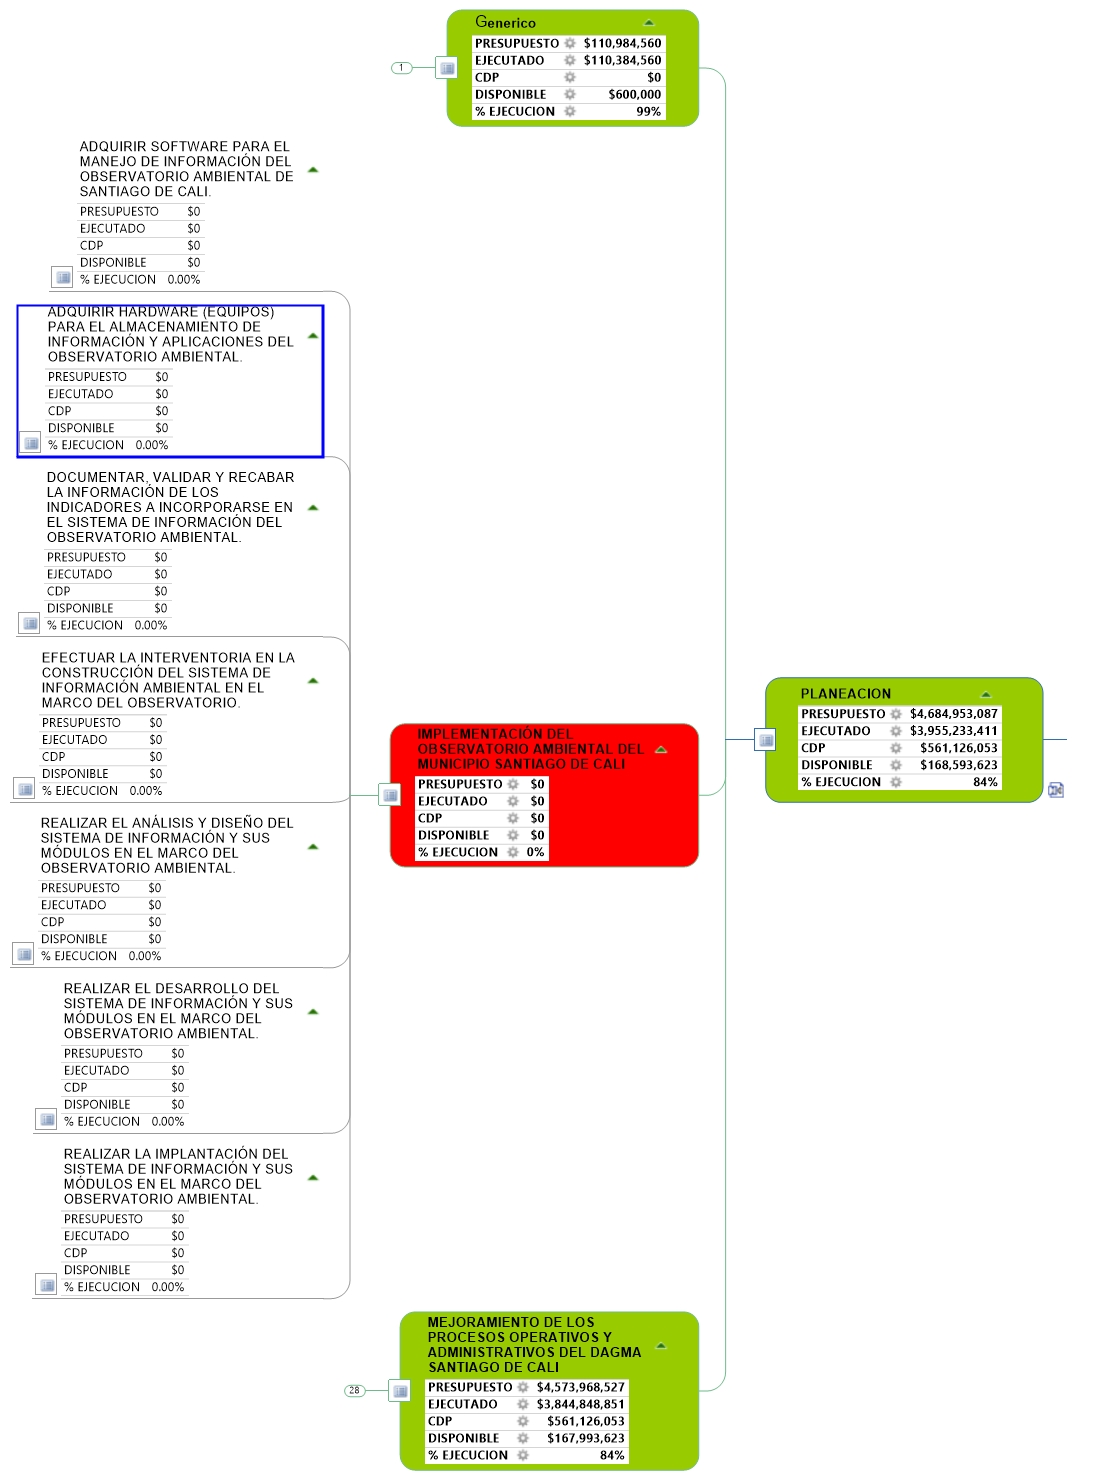 Generico
PRESUPUESTO $110,984,560
EJECUTADO $110,384,560
CDP $0
DISPONIBLE $600,000
% EJECUCION 99%
1
ADQUIRIR SOFTWARE PARA EL
MANEJO DE INFORMACIÓN DEL
OBSERVATORIO AMBIENTAL DE
SANTIAGO DE CALI.
PRESUPUESTO $0
EJECUTADO $0
CDP $0
DISPONIBLE $0
% EJECUCION 0.00%
ADQUIRIR HARDWARE (EQUIPOS)
PARA EL ALMACENAMIENTO DE
INFORMACIÓN Y APLICACIONES DEL
OBSERVATORIO AMBIENTAL.
PRESUPUESTO $0
EJECUTADO $0
CDP $0
DISPONIBLE $0
% EJECUCION 0.00%
DOCUMENTAR, VALIDAR Y RECABAR
LA INFORMACIÓN DE LOS
INDICADORES A INCORPORARSE EN
EL SISTEMA DE INFORMACIÓN DEL
OBSERVATORIO AMBIENTAL.
PRESUPUESTO $0
EJECUTADO $0
CDP $0
DISPONIBLE $0
% EJECUCION 0.00%
EFECTUAR LA INTERVENTORIA EN LA
CONSTRUCCIÓN DEL SISTEMA DE
INFORMACIÓN AMBIENTAL EN EL
MARCO DEL OBSERVATORIO.
PRESUPUESTO $0
EJECUTADO $0
CDP $0
DISPONIBLE $0
% EJECUCION 0.00%
REALIZAR EL ANÁLISIS Y DISEÑO DEL
SISTEMA DE INFORMACIÓN Y SUS
MÓDULOS EN EL MARCO DEL
OBSERVATORIO AMBIENTAL.
PRESUPUESTO $0
EJECUTADO $0
CDP $0
DISPONIBLE $0
% EJECUCION 0.00%
REALIZAR EL DESARROLLO DEL
SISTEMA DE INFORMACIÓN Y SUS
MÓDULOS EN EL MARCO DEL
OBSERVATORIO AMBIENTAL.
PRESUPUESTO $0
EJECUTADO $0
CDP $0
DISPONIBLE $0
% EJECUCION 0.00%
REALIZAR LA IMPLANTACIÓN DEL
SISTEMA DE INFORMACIÓN Y SUS
MÓDULOS EN EL MARCO DEL
OBSERVATORIO AMBIENTAL.
PRESUPUESTO $0
EJECUTADO $0
CDP $0
DISPONIBLE $0
% EJECUCION 0.00%
IMPLEMENTACIÓN DEL
OBSERVATORIO AMBIENTAL DEL
MUNICIPIO SANTIAGO DE CALI
PRESUPUESTO $0
EJECUTADO $0
CDP $0
DISPONIBLE $0
% EJECUCION 0%
PLANEACION
PRESUPUESTO $4,684,953,087
EJECUTADO $3,955,233,411
CDP $561,126,053
DISPONIBLE $168,593,623
% EJECUCION 84%
MEJORAMIENTO DE LOS
PROCESOS OPERATIVOS Y
ADMINISTRATIVOS DEL DAGMA
SANTIAGO DE CALI
28
PRESUPUESTO $4,573,968,527
EJECUTADO $3,844,848,851
CDP $561,126,053
DISPONIBLE $167,993,623
% EJECUCION 84%